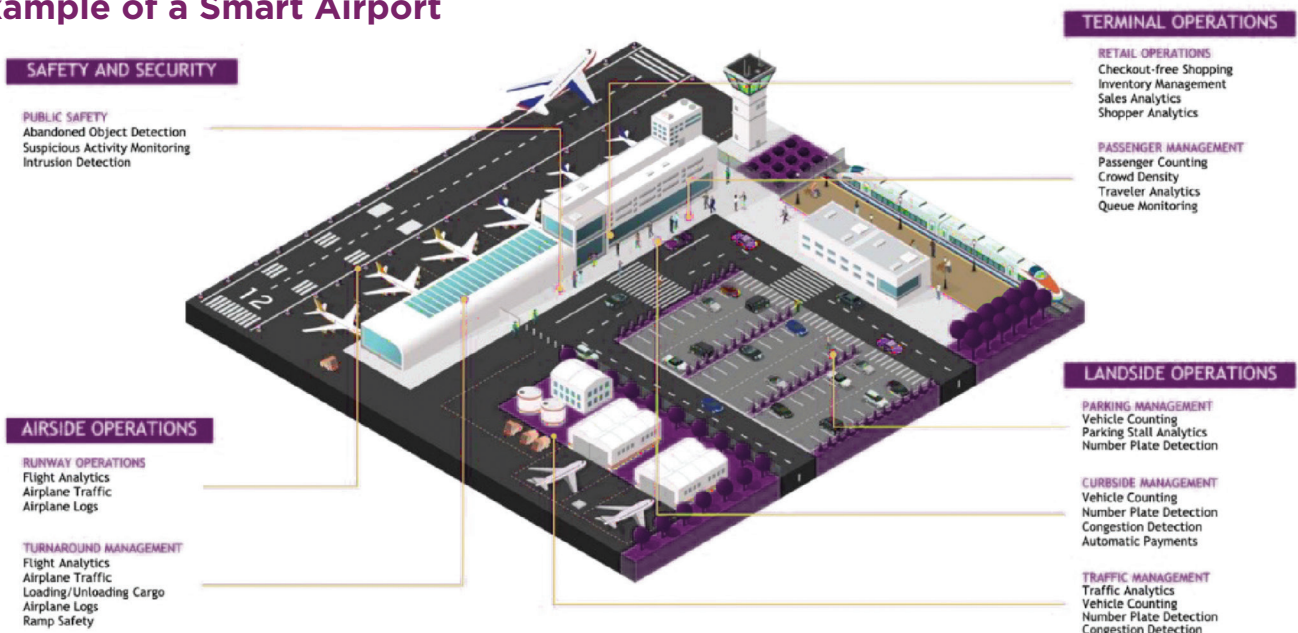 xample of a Smart Airport
SAFETY AND SECURITY
PUBLIC SAFETY
Abandoned Object Detection
Suspicious Activity Monitoring
Intrusion Detection
AIRSIDE OPERATIONS
RUNWAY OPERATIONS
Flight Analytics
Airplane Traffic
Airplane Logs
TURNAROUND MANAGEMENT
Flight Analytics
Airplane Traffic
Loading/Unloading Cargo
Airplane Logs
Ramp Safety
12
TERMINAL OPERATIONS
RETAIL OPERATIONS
Checkout-free Shopping
Inventory Management
Sales Analytics
Shopper Analytics
PASSENGER MANAGEMENT
Passenger Counting
Crowd Density
Traveler Analytics
Queue Monitoring
LANDSIDE OPERATIONS
PARKING MANAGEMENT
Vehicle Counting
Parking Stall Analytics
Number Plate Detection
CURBSIDE MANAGEMENT
Vehicle Counting
Number Plate Detection
Congestion Detection
Automatic Payments
TRAFFIC MANAGEMENT
Traffic Analytics
Vehicle Counting
Number Plate Detection
Congestion Detection